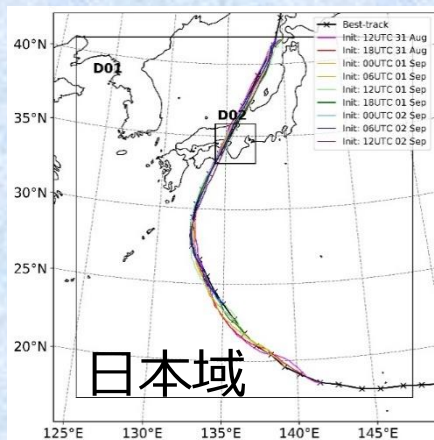 Best-track
Init: 12UTC 31 Aug
Init: 18UTC 31 Aug
Init: 00UTC 01 Sep
Init: 06UTC 01 Sep
Init: 12UTC 01 Sep
Init: 18UTC 01 Sep
Init: 00UTC 02 Sep
Init: 06UTC 02 Sep
Init: 12UTC 02 Sep
40°N
D01
35°N
D02
30°N
25°N
20°N
日本域
125°E
130°E
135°E
140°E
145°E